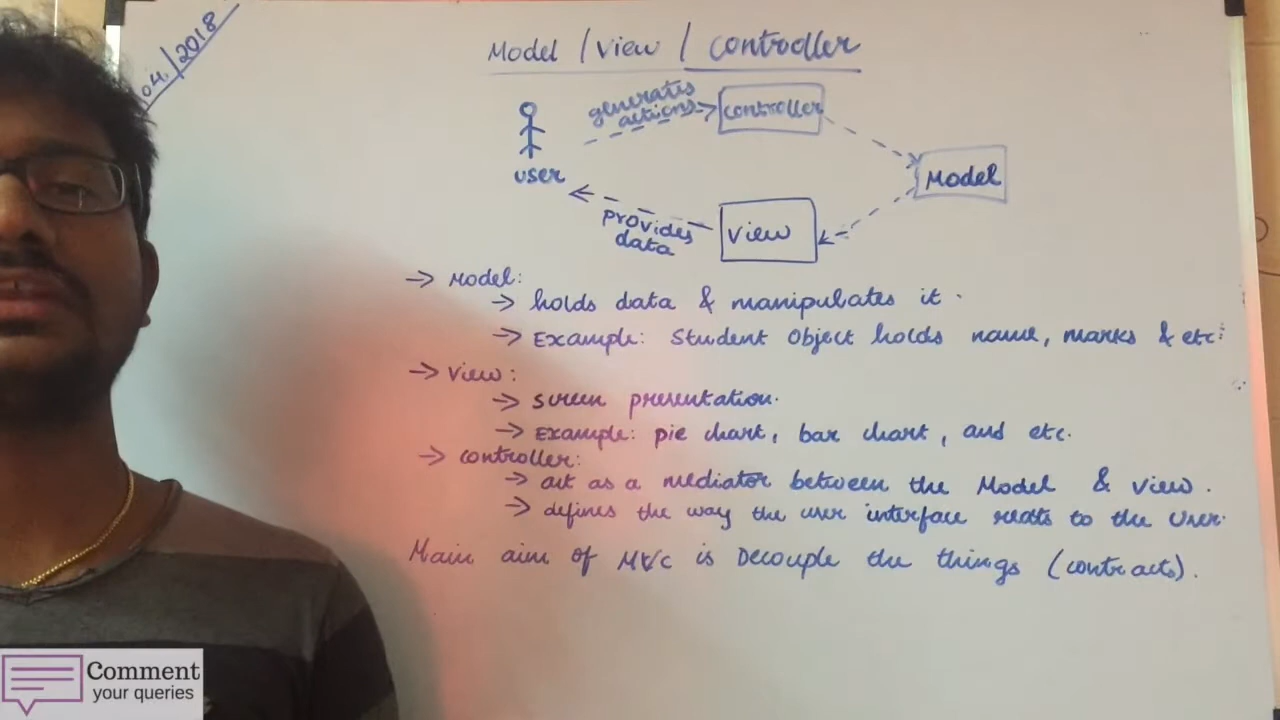 04./2018
Model / View / Controller
generates
actions
Controller
user
Model
provides
data
View
→ Model:
→ holds data & manipulates it.
→ Example: Student Object holds name, marks & etc.
→ View:
→ screen presentation.
→ Example: pie chart, bar chart, and etc.
→ controller:
→ act as a mediator between the Model & View.
→ defines the way the user interface reacts to the user.
Main aim of MVC is Decouple the things (contracts).
Comment
your queries